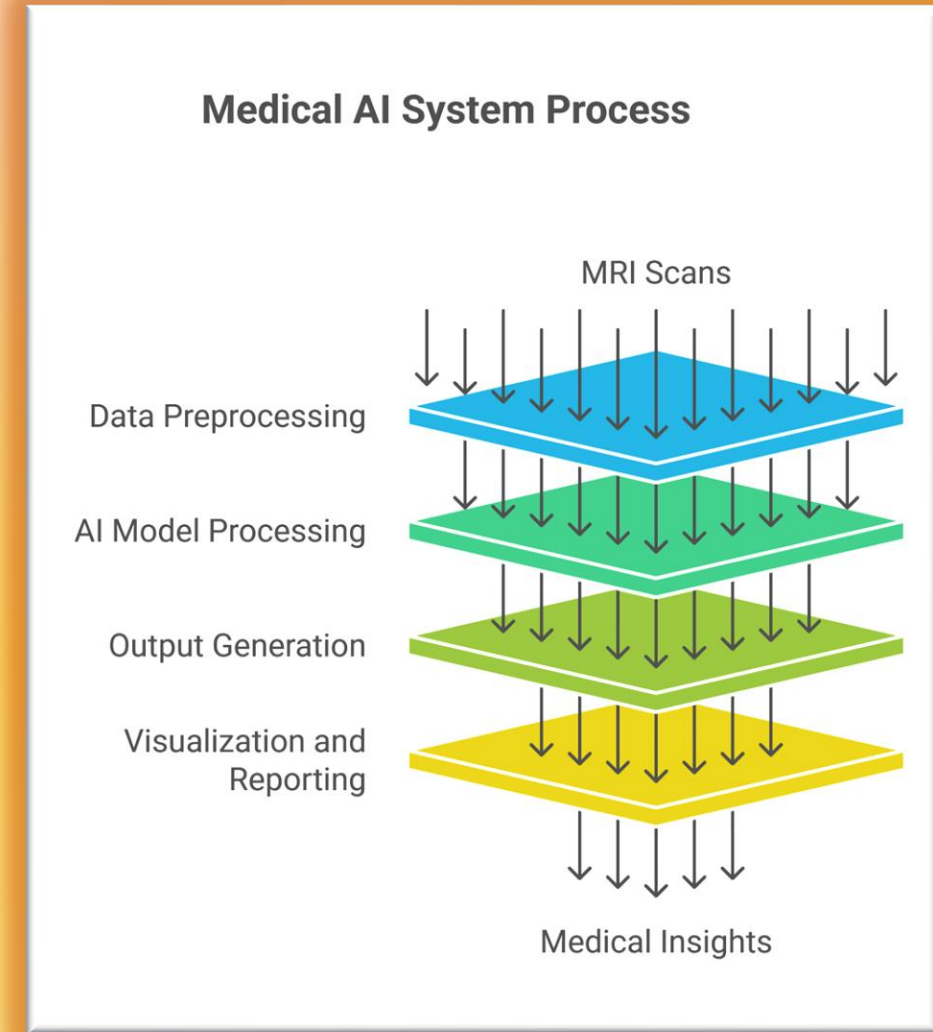 Medical AI System Process
MRI Scans
Data Preprocessing
AI Model Processing
Output Generation
Visualization and
Reporting
Medical Insights